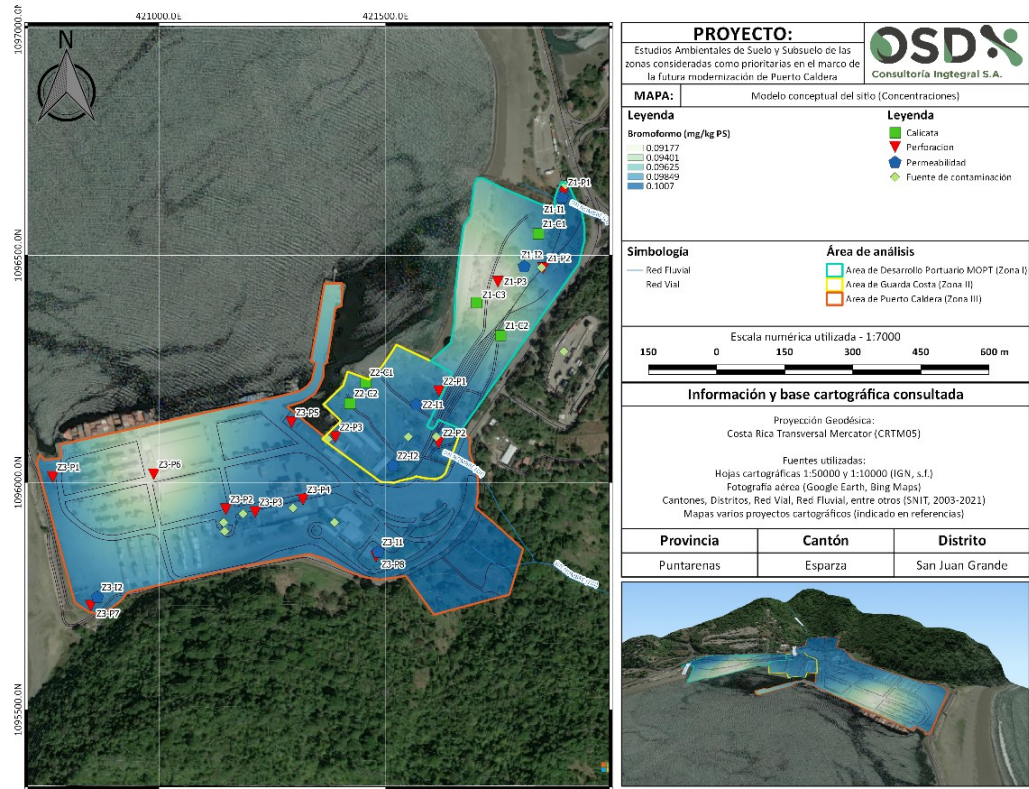 421000.0E
421500.0E
1097000.0N
1096500.0N
1096000.0N
1095500.0N
N
Z1-P1
Z1-I1
Z1-C1
Z1-I2
Z1-P2
Z1-P3
Z1-C3
Z1-C2
Z2-C1
Z2-P1
Z2-C2
Z2-I1
Z3-P5
Z2-P3
Z2-P2
Z2-I2
Z3-P1
Z3-P6
Z3-P4
Z3-P2
Z3-P3
Z3-I1
Z3-P8
Z3-I2
Z3-P7
PROYECTO:
Estudios Ambientales de Suelo y Subsuelo de las
zonas consideradas como prioritarias en el marco de
la futura modernización de Puerto Caldera
OSD
Consultoría Ingtegral S.A.
MAPA:
Modelo conceptual del sitio (Concentraciones)
Leyenda
Bromoformo (mg/kg PS)
0.09177
0.09401
0.09625
0.09849
0.1007
Leyenda
Calicata
Perforacion
Permeabilidad
Fuente de contaminación
Simbología
Red Fluvial
Red Vial
Área de análisis
Area de Desarrollo Portuario MOPT (Zona I)
Area de Guarda Costa (Zona II)
Area de Puerto Caldera (Zona III)
Escala numérica utilizada - 1:7000
150 0 150 300 450 600 m
Información y base cartográfica consultada
Proyección Geodésica:
Costa Rica Transversal Mercator (CRTM05)
Fuentes utilizadas:
Hojas cartográficas 1:50000 y 1:10000 (IGN, s.f.)
Fotografía aérea (Google Earth, Bing Maps)
Cantones, Distritos, Red Vial, Red Fluvial, entre otros (SNIT, 2003-2021)
Mapas varios proyectos cartográficos (indicado en referencias)
Provincia Cantón Distrito
Puntarenas Esparza San Juan Grande